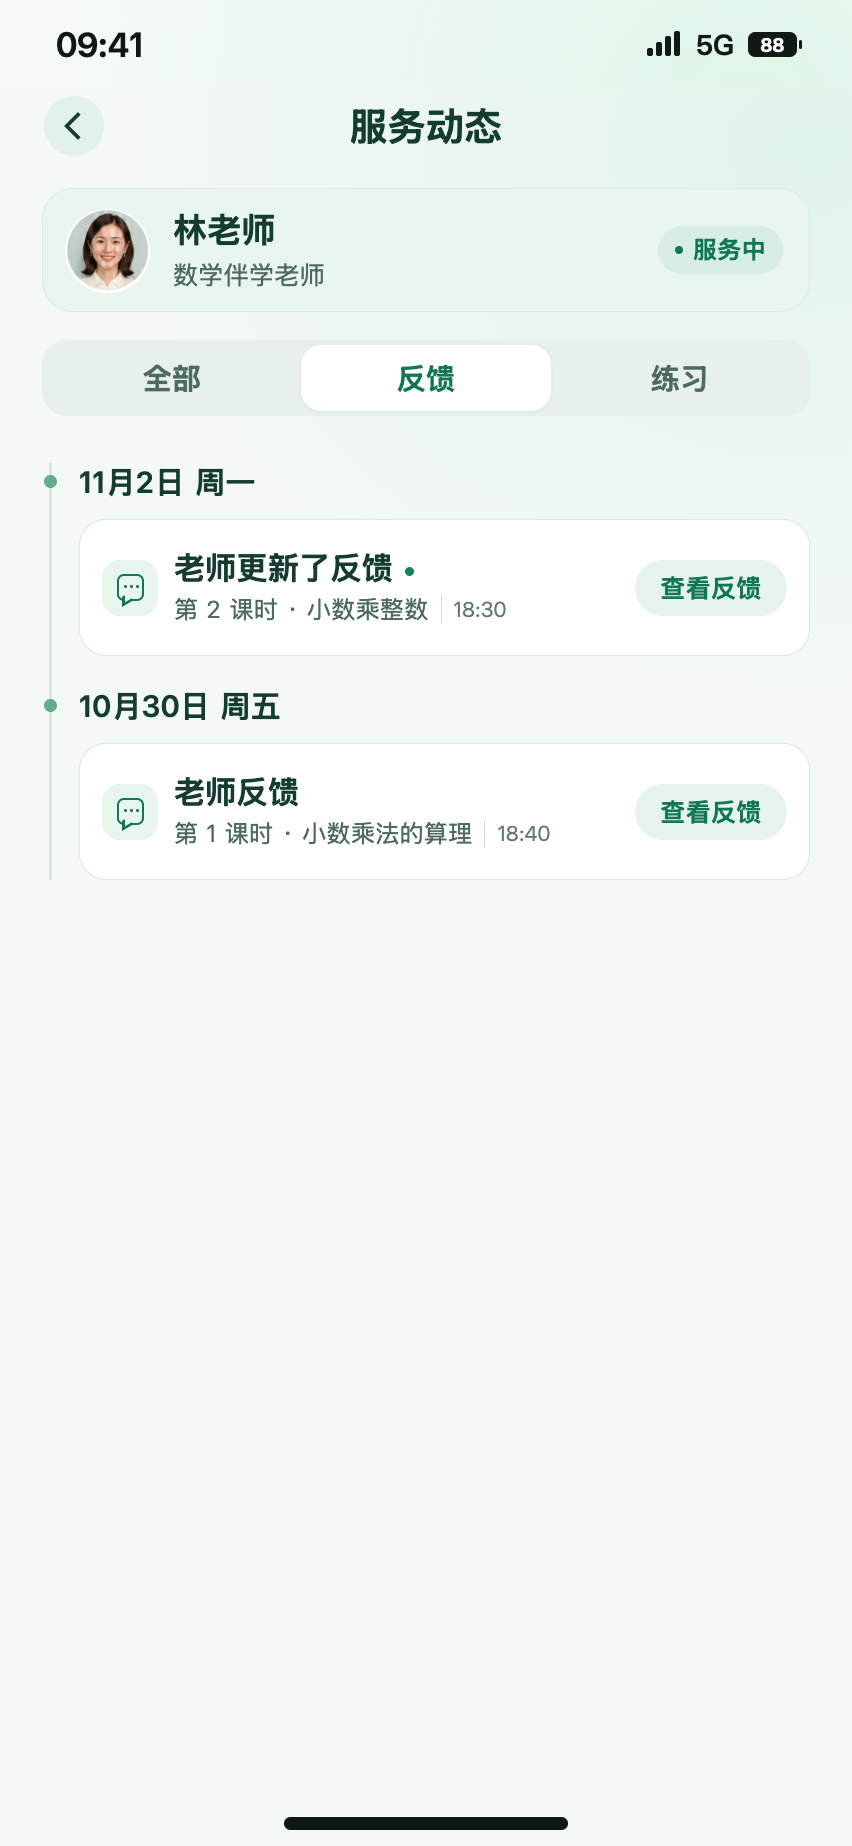 09:41
5G
88
服务动态
林老师
数学伴学老师
服务中
全部
反馈
练习
11月2日 周一
老师更新了反馈
第 2 课时 · 小数乘整数
18:30
查看反馈
10月30日 周五
老师反馈
第 1 课时 · 小数乘法的算理
18:40
查看反馈